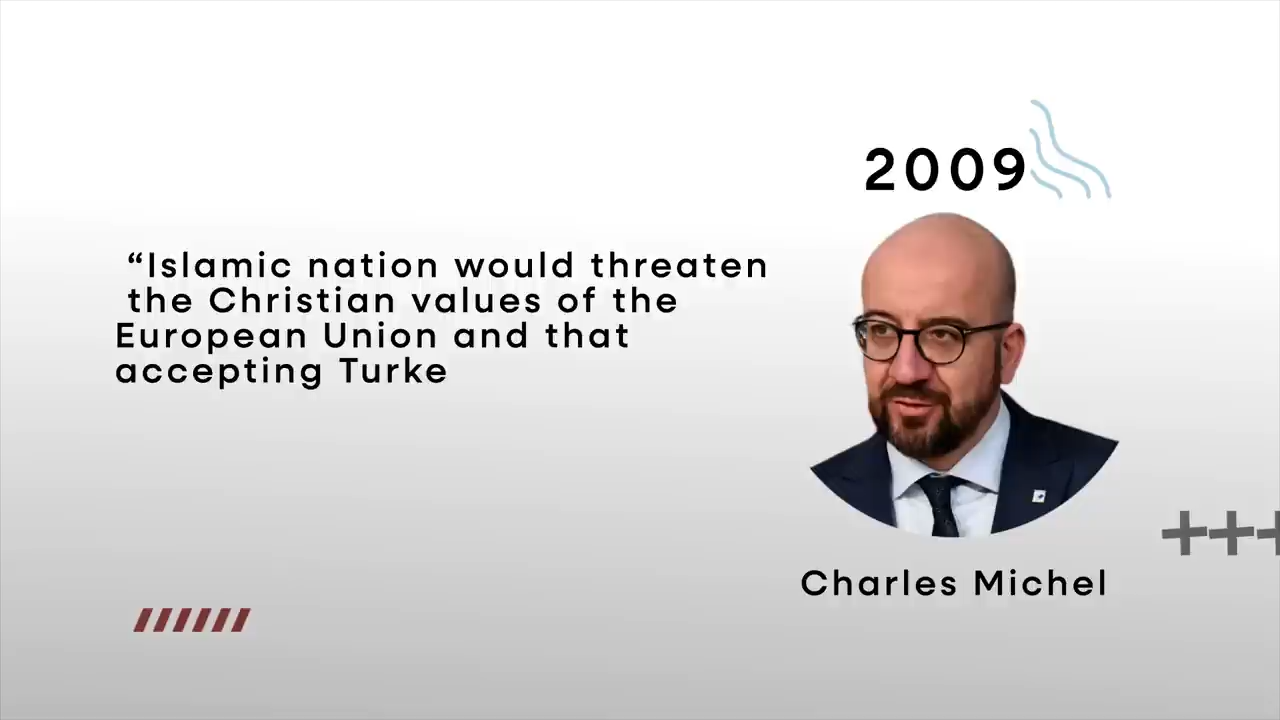 2009
“Islamic nation would threaten
the Christian values of the
European Union and that
accepting Turke
Charles Michel